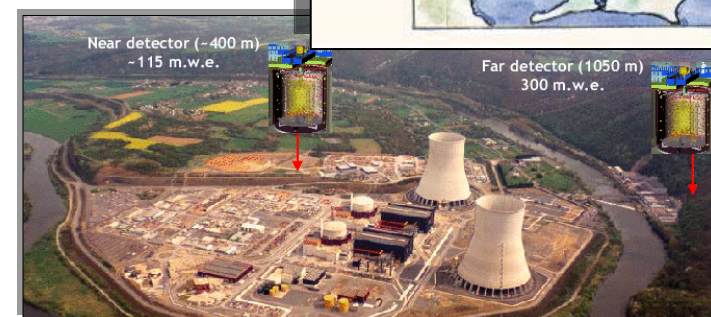 Near detector (~400 m)
~115 m.w.e.
Far detector (1050 m)
300 m.w.e.